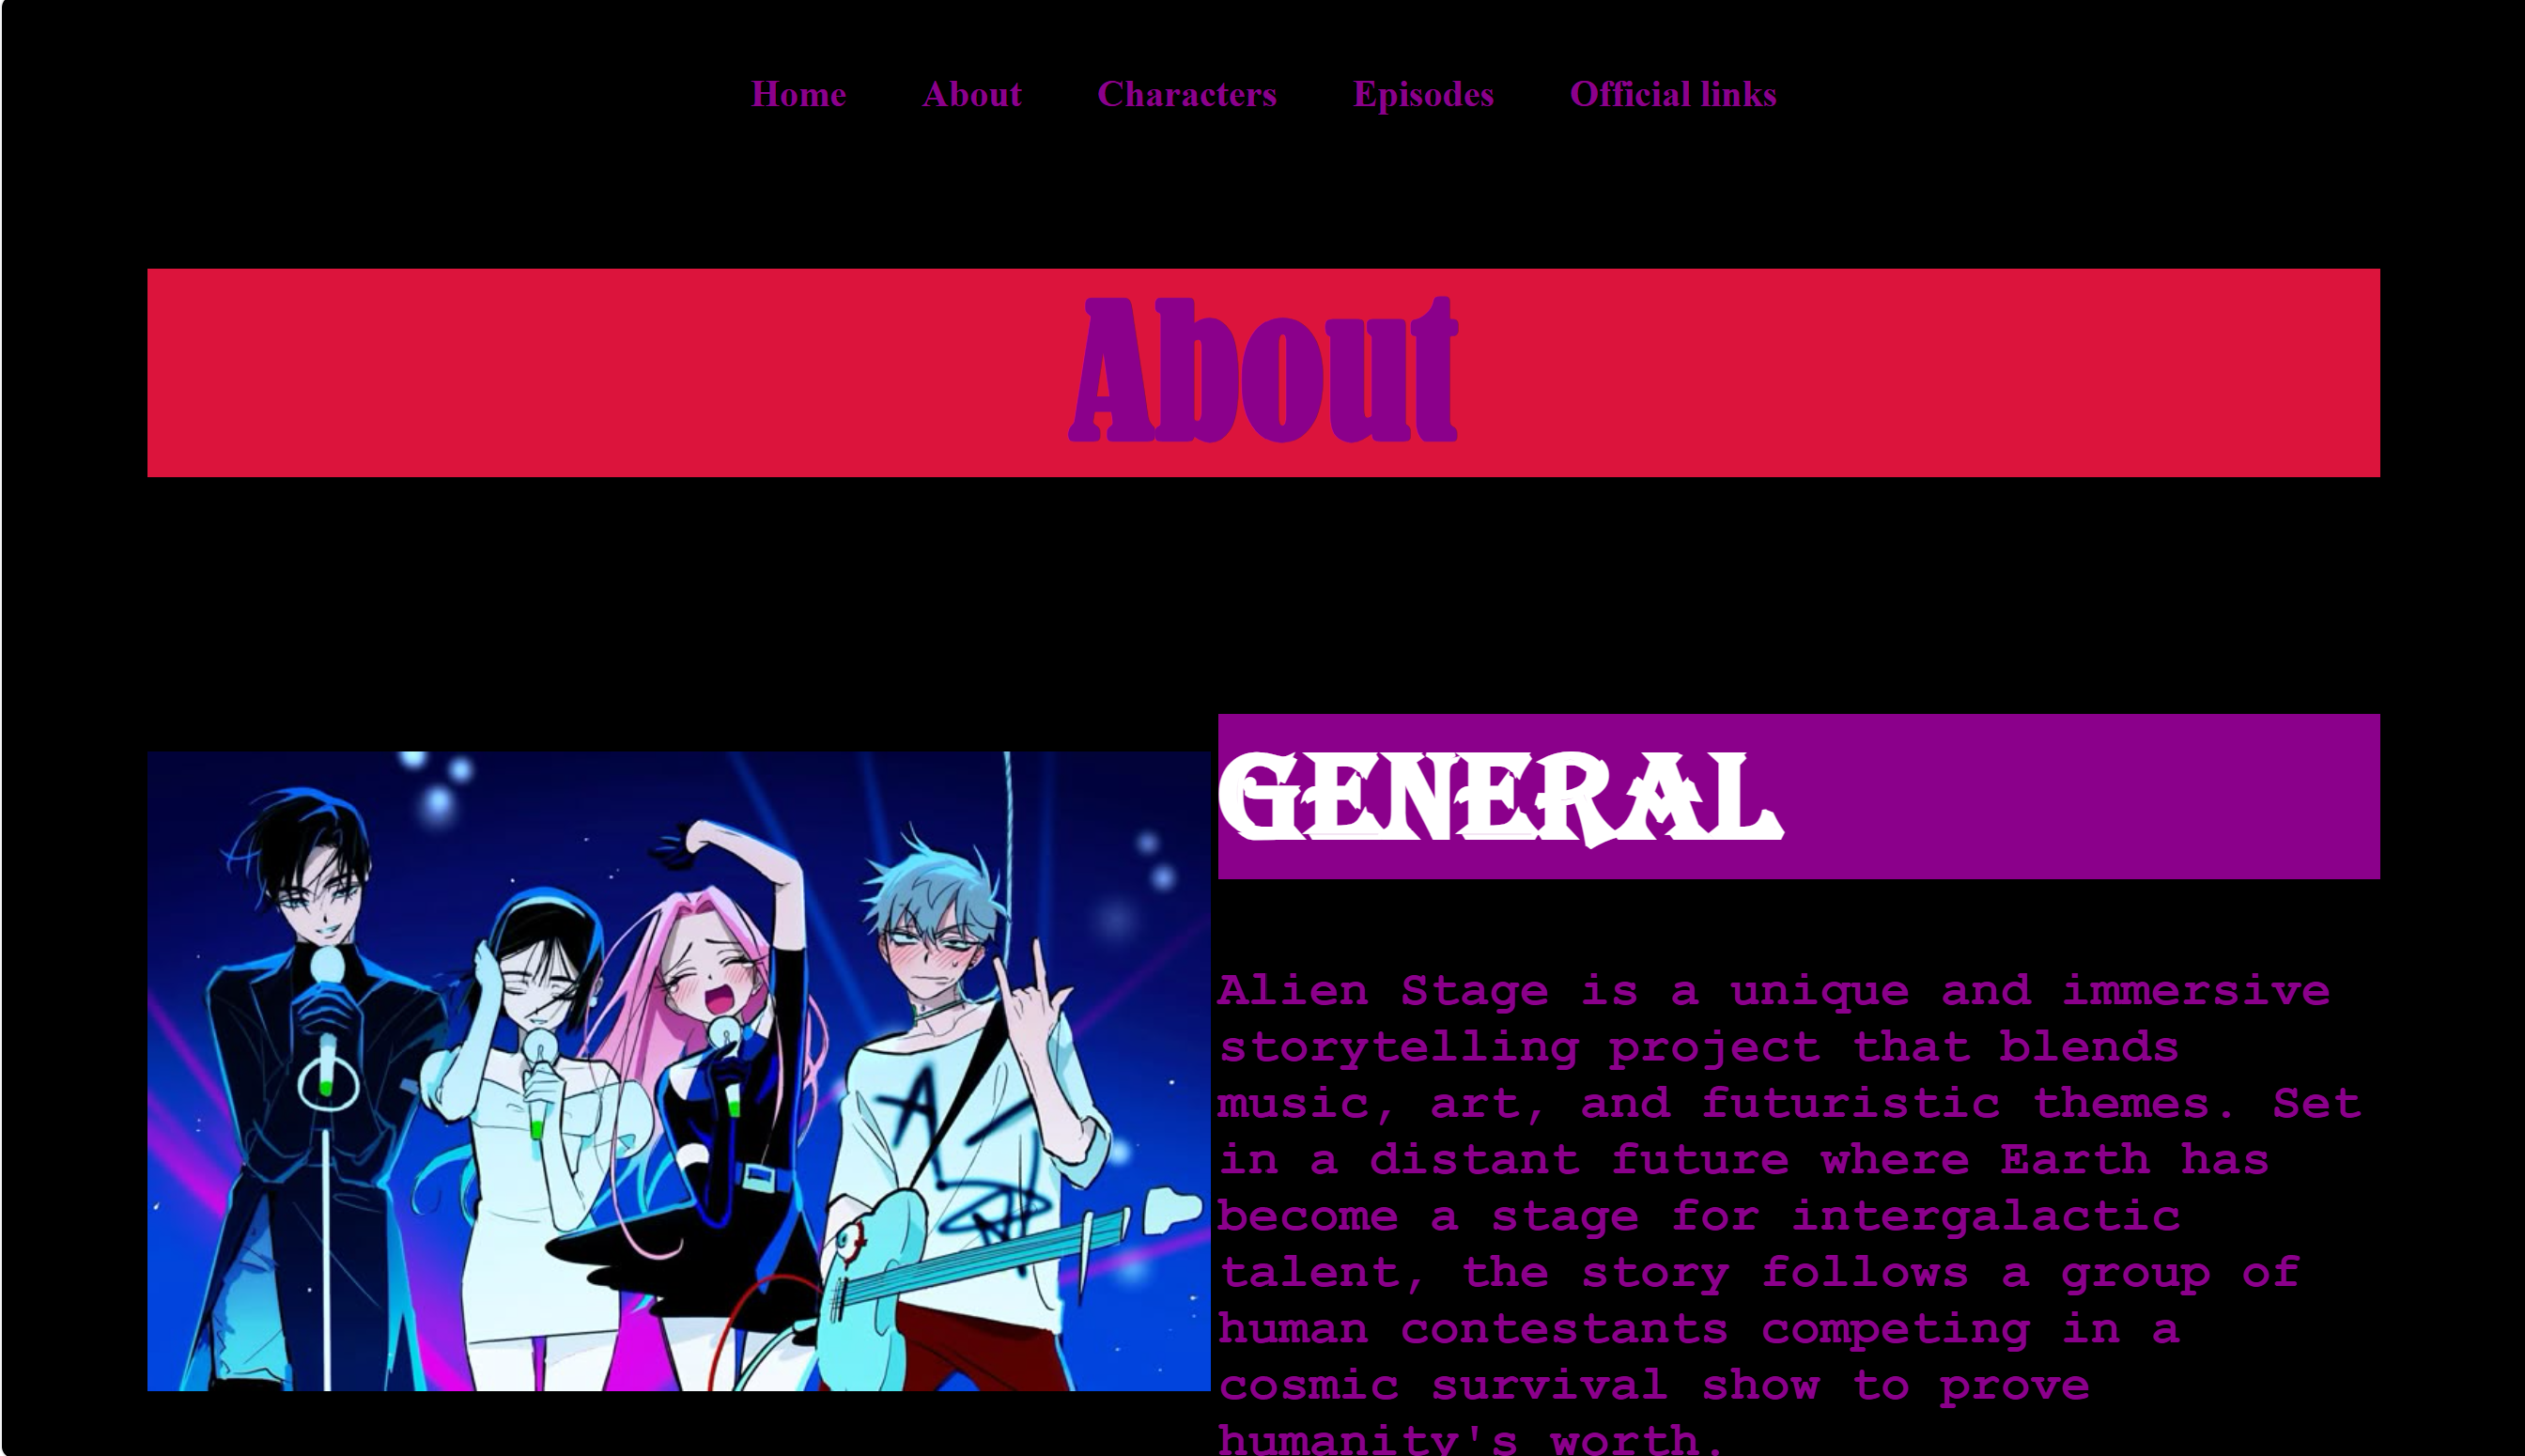 Home About Characters Episodes Official links
About
GENERAL
Alien Stage is a unique and immersive
storytelling project that blends
music, art, and futuristic themes. Set
in a distant future where Earth has
become a stage for intergalactic
talent, the story follows a group of
human contestants competing in a
cosmic survival show to prove
humanity's worth.